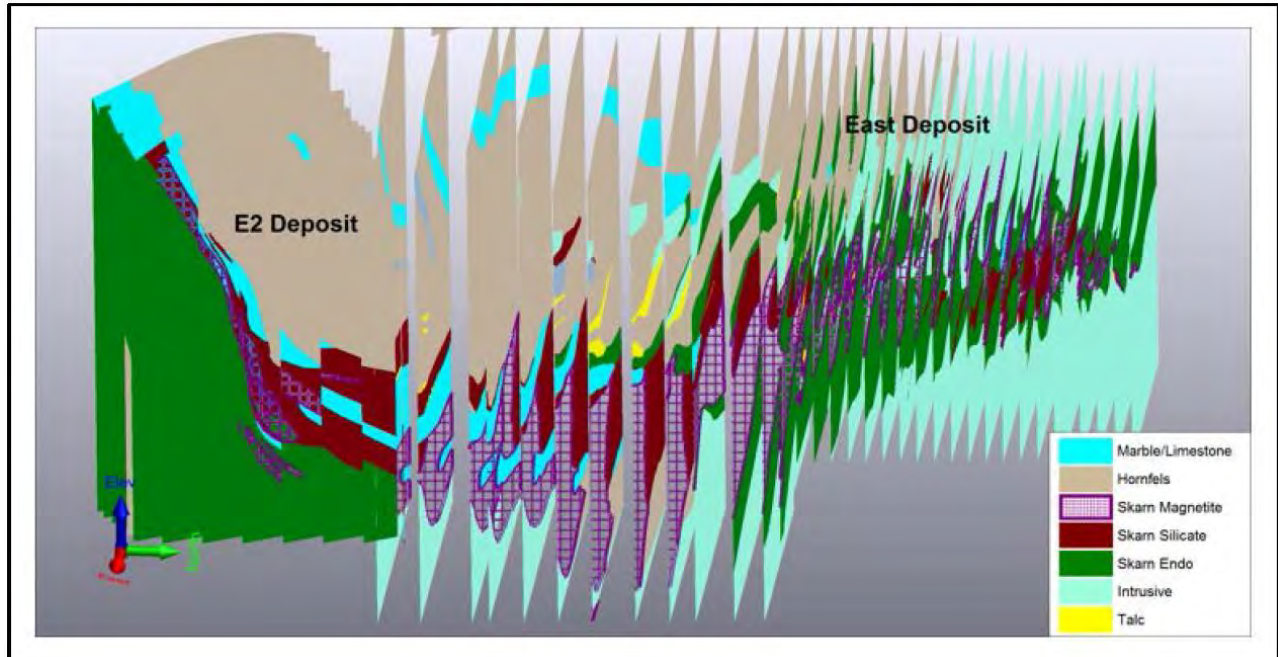 East Deposit
E2 Deposit
Marble/Limestone
Hornfels
Skarn Magnetite
Skarn Silicate
Skarn Endo
Intrusive
Talc
Elev